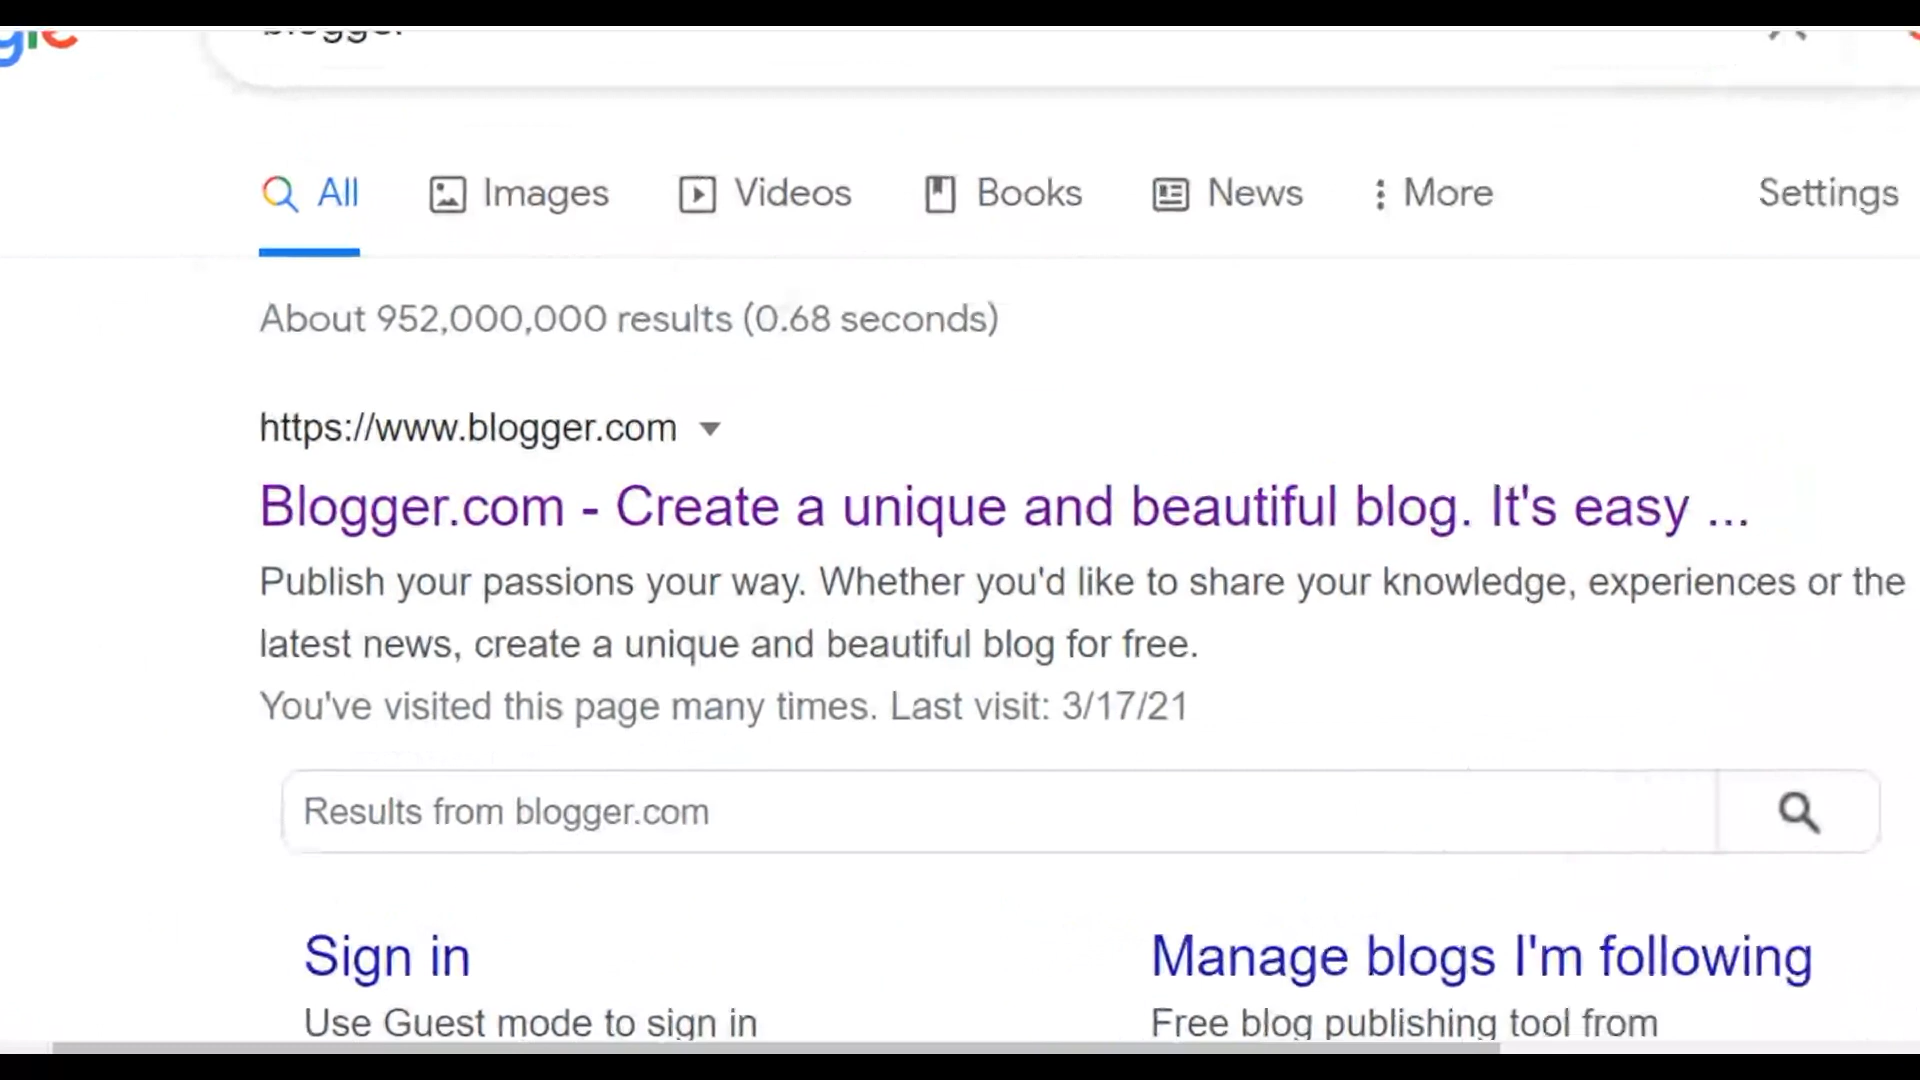 blogger
All Images Videos Books News More Settings
About 952,000,000 results (0.68 seconds)
https://www.blogger.com
Blogger.com - Create a unique and beautiful blog. It's easy ...
Publish your passions your way. Whether you'd like to share your knowledge, experiences or the
latest news, create a unique and beautiful blog for free.
You've visited this page many times. Last visit: 3/17/21
Results from blogger.com
Sign in Manage blogs I'm following
Use Guest mode to sign in Free blog publishing tool from